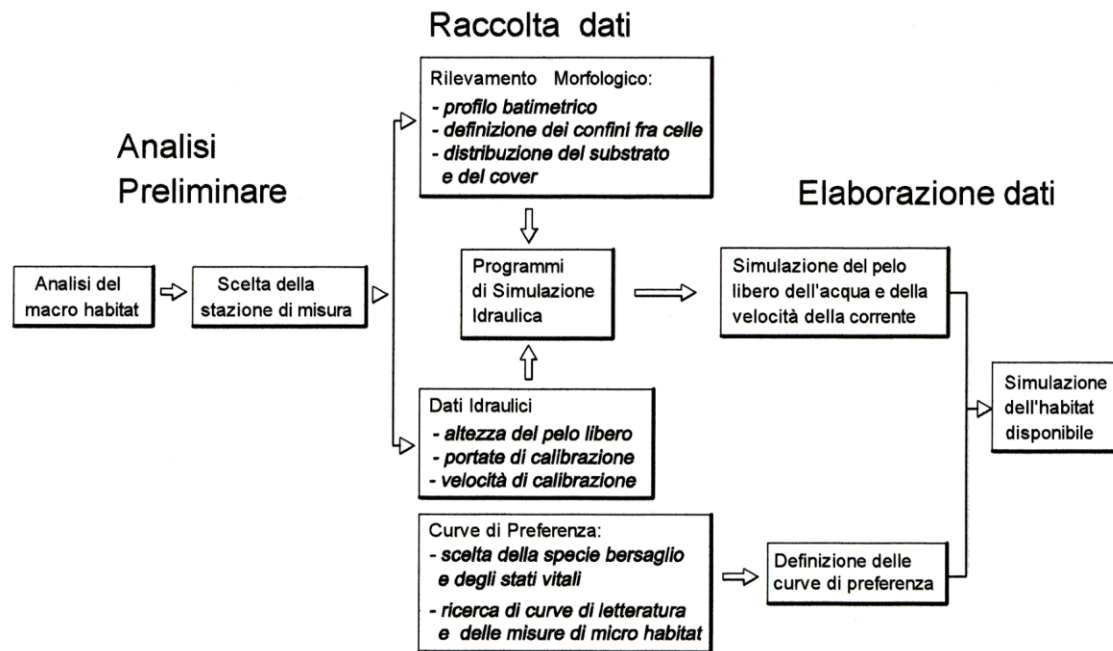 Raccolta dati
Analisi
Preliminare
Elaborazione dati
Analisi del
macro habitat
Scelta della
stazione di misura
Rilevamento Morfologico:
- profilo batimetrico
- definizione dei confini fra celle
- distribuzione del substrato
e del cover
Programmi
di Simulazione
Idraulica
Dati Idraulici
- altezza del pelo libero
- portate di calibrazione
- velocità di calibrazione
Curve di Preferenza:
- scelta della specie bersaglio
e degli stati vitali
- ricerca di curve di letteratura
e delle misure di micro habitat
Simulazione del pelo
libero dell'acqua e della
velocità della corrente
Definizione delle
curve di preferenza
Simulazione
dell'habitat
disponibile